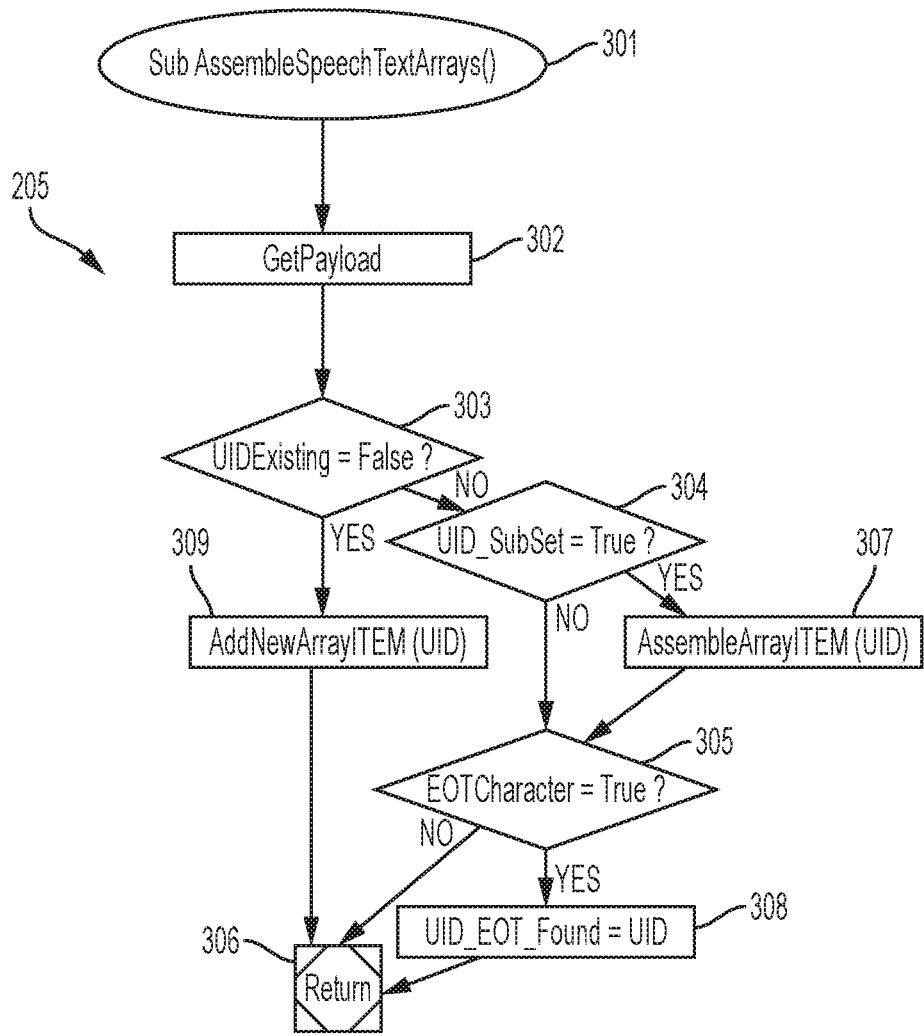 Sub AssembleSpeechTextArrays()
301
205
GetPayload
302
303
UIDExisting = False ?
NO
304
YES
UID_SubSet = True ?
309
YES
307
NO
AddNewArrayITEM (UID)
AssembleArrayITEM (UID)
305
EOTCharacter = True ?
NO
YES
308
306
UID_EOT_Found = UID
Return